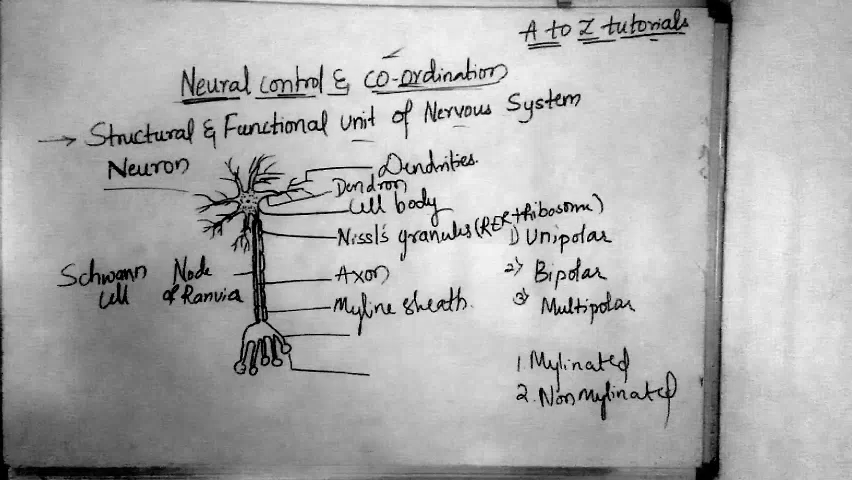 A to Z tutorials
Neural control & CO-Ordination
→ Structural & Functional unit of Nervous System
Neuron
Dendrities.
Dendron
Cell body
Nissl's granules (RER + ribosome)
1) Unipolar
Schwann Cell
Node of Ranvia
Axon
2) Bipolar
Myline sheath.
3) Multipolar
1. Mylinated
2. Non mylinated